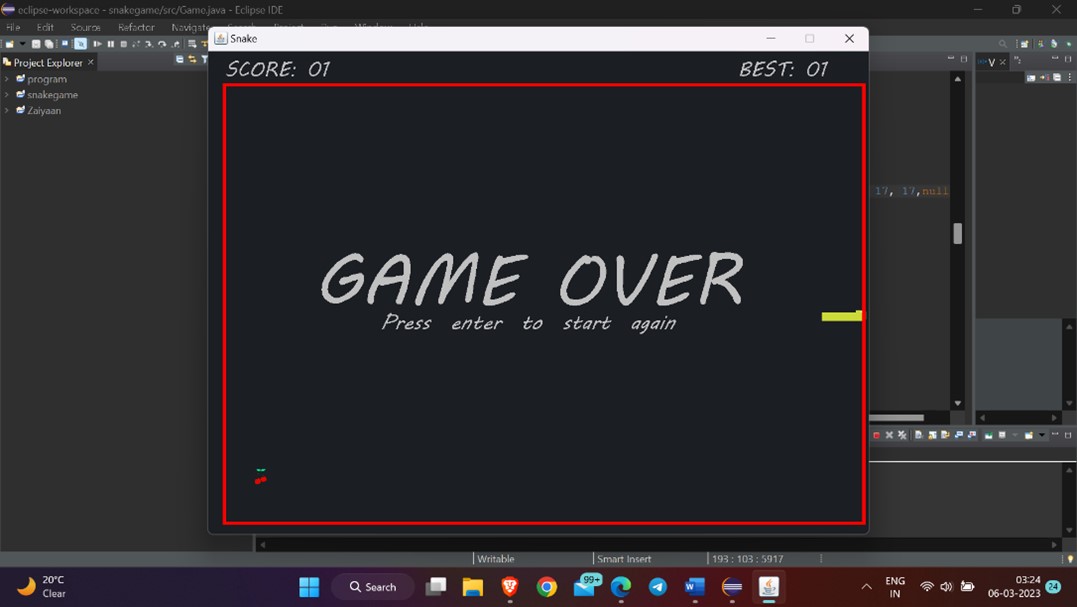 eclipse-workspace - snakegame/src/Game.java - Eclipse IDE
File Edit Source Refactor Navigate
Snake
Project Explorer
program
snakegame
Zaiyaan
SCORE: 01
BEST: 01
17, 17,null
GAME OVER
Press enter to start again
Writable
Smart Insert
193 : 103 : 5917
20°C
Clear
Search
99+
ENG
IN
03:24
06-03-2023
24